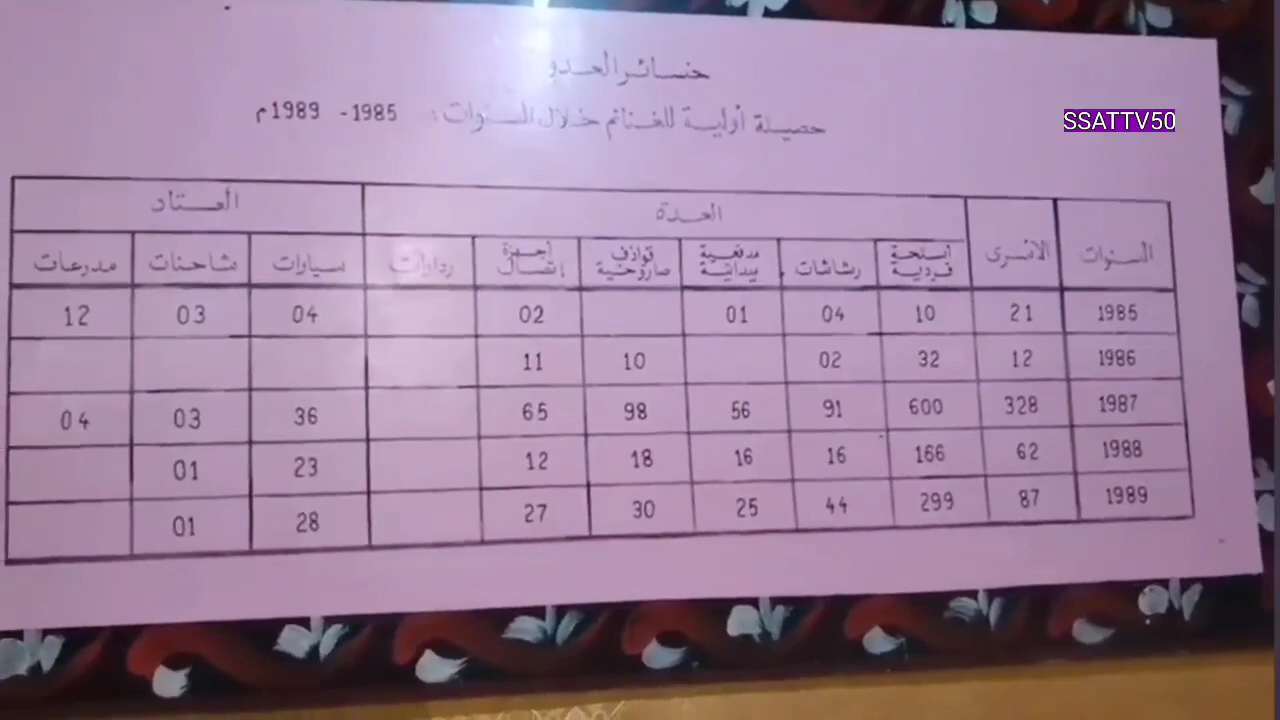 خسائر العدو
حصيلة أولية للغنائم خلال السنوات: 1985 - 1989م
SSATTV50
السنوات الاسرى العدة العتاد
أسلحة فردية رشاشات مدفعية ميدانية قواذف صاروخية أجهزة إتصال ردارات سيارات شاحنات مدرعات
1985 21 10 04 01 02 04 03 12
1986 12 32 02 10 11
1987 328 600 91 56 98 65 36 03 04
1988 62 166 16 16 18 12 23 01
1989 87 299 44 25 30 27 28 01